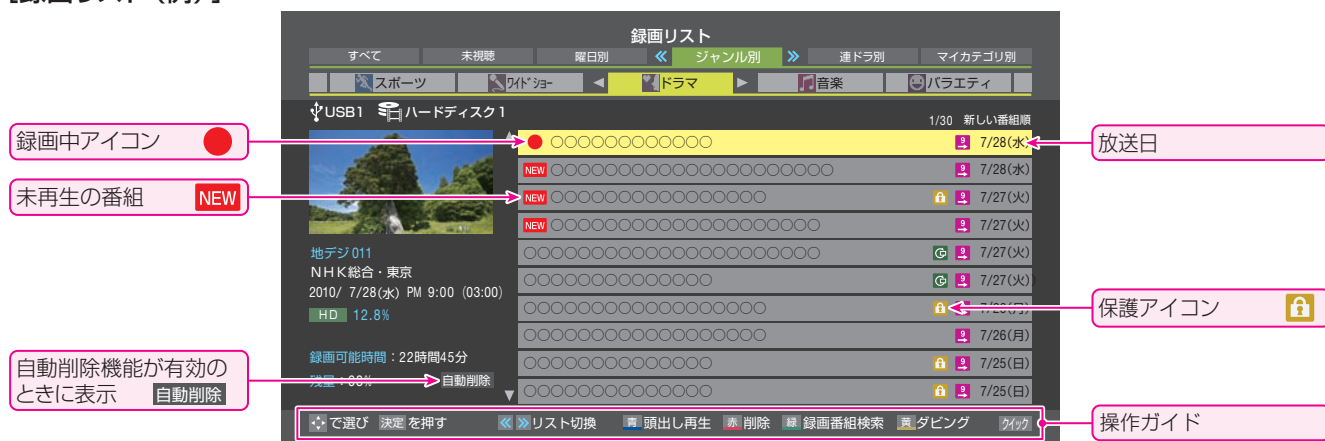 録画リスト
すべて 未視聴 曜日別 ≪ ジャンル別 ≫ 連ドラ別 マイカテゴリ別
スポーツ ワイドショー ◀ ドラマ ▶ 音楽 バラエティ
USB1 ハードディスク1
1/30 新しい番組順
録画中アイコン
○○○○○○○○○○○○ 9 7/28(水)
放送日
NEW ○○○○○○○○○○○○○○○○○○○○○ 9 7/28(水)
未再生の番組 NEW
NEW ○○○○○○○○○○○○○○○○ 9 7/27(火)
NEW ○○○○○○○○○○○○○○○○○○○○ 9 7/27(火)
地デジ011
○○○○○○○○○○○○○○○○○○○○○○ 9 7/27(火)
NHK総合・東京
○○○○○○○○○○○○○○ 9 7/27(火)
2010/ 7/28(水) PM 9:00 (03:00)
HD 12.8%
○○○○○○○○○○○○○○○○○○
保護アイコン
○○○○○○○○○○○○○○○○○○ 9 7/26(月)
録画可能時間：22時間45分
○○○○○○○○○○○○○○ 9 7/25(日)
自動削除機能が有効の
ときに表示 自動削除
自動削除
○○○○○○○○○○○○○○ 9 7/25(日)
で選び 決定 を押す ≪ ≫ リスト切換 青 頭出し再生 赤 削除 緑 録画番組検索 黄 ダビング クイック
操作ガイド